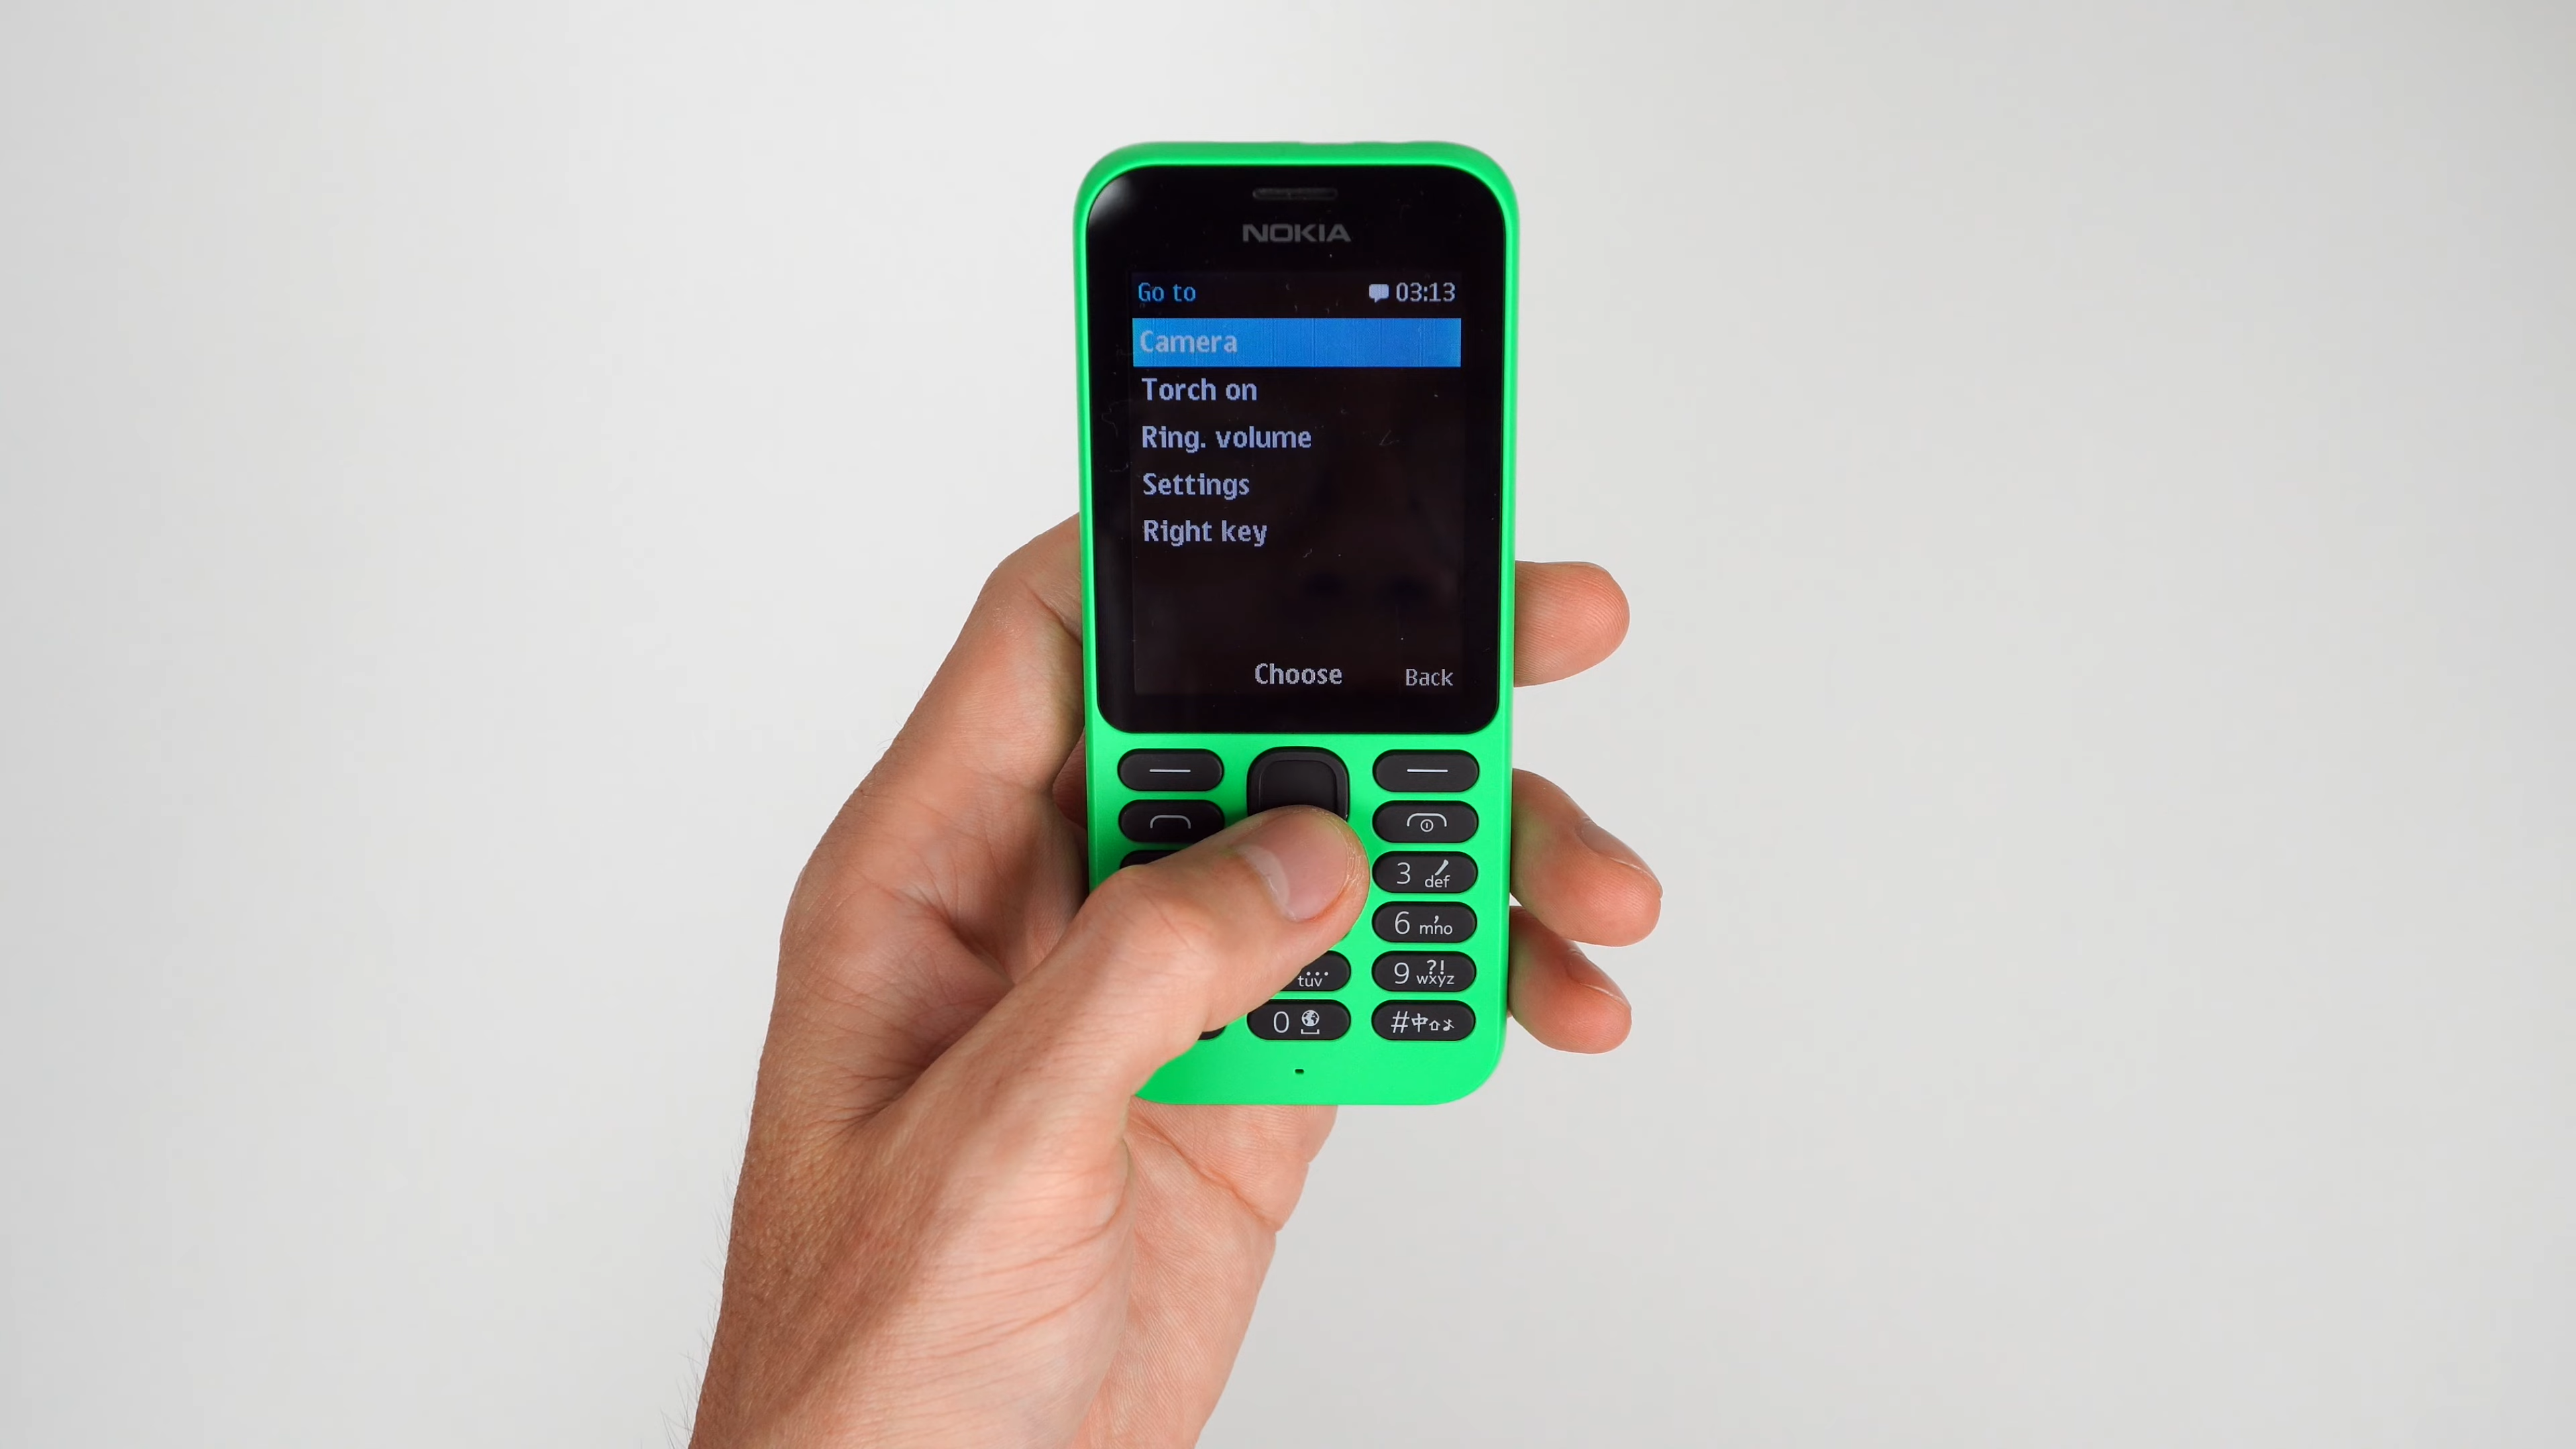 NOKIA
Go to 03:13
Camera
Torch on
Ring. volume
Settings
Right key
Choose Back
3 def
6 mno
tuv 9 ?! wxyz
0 #中